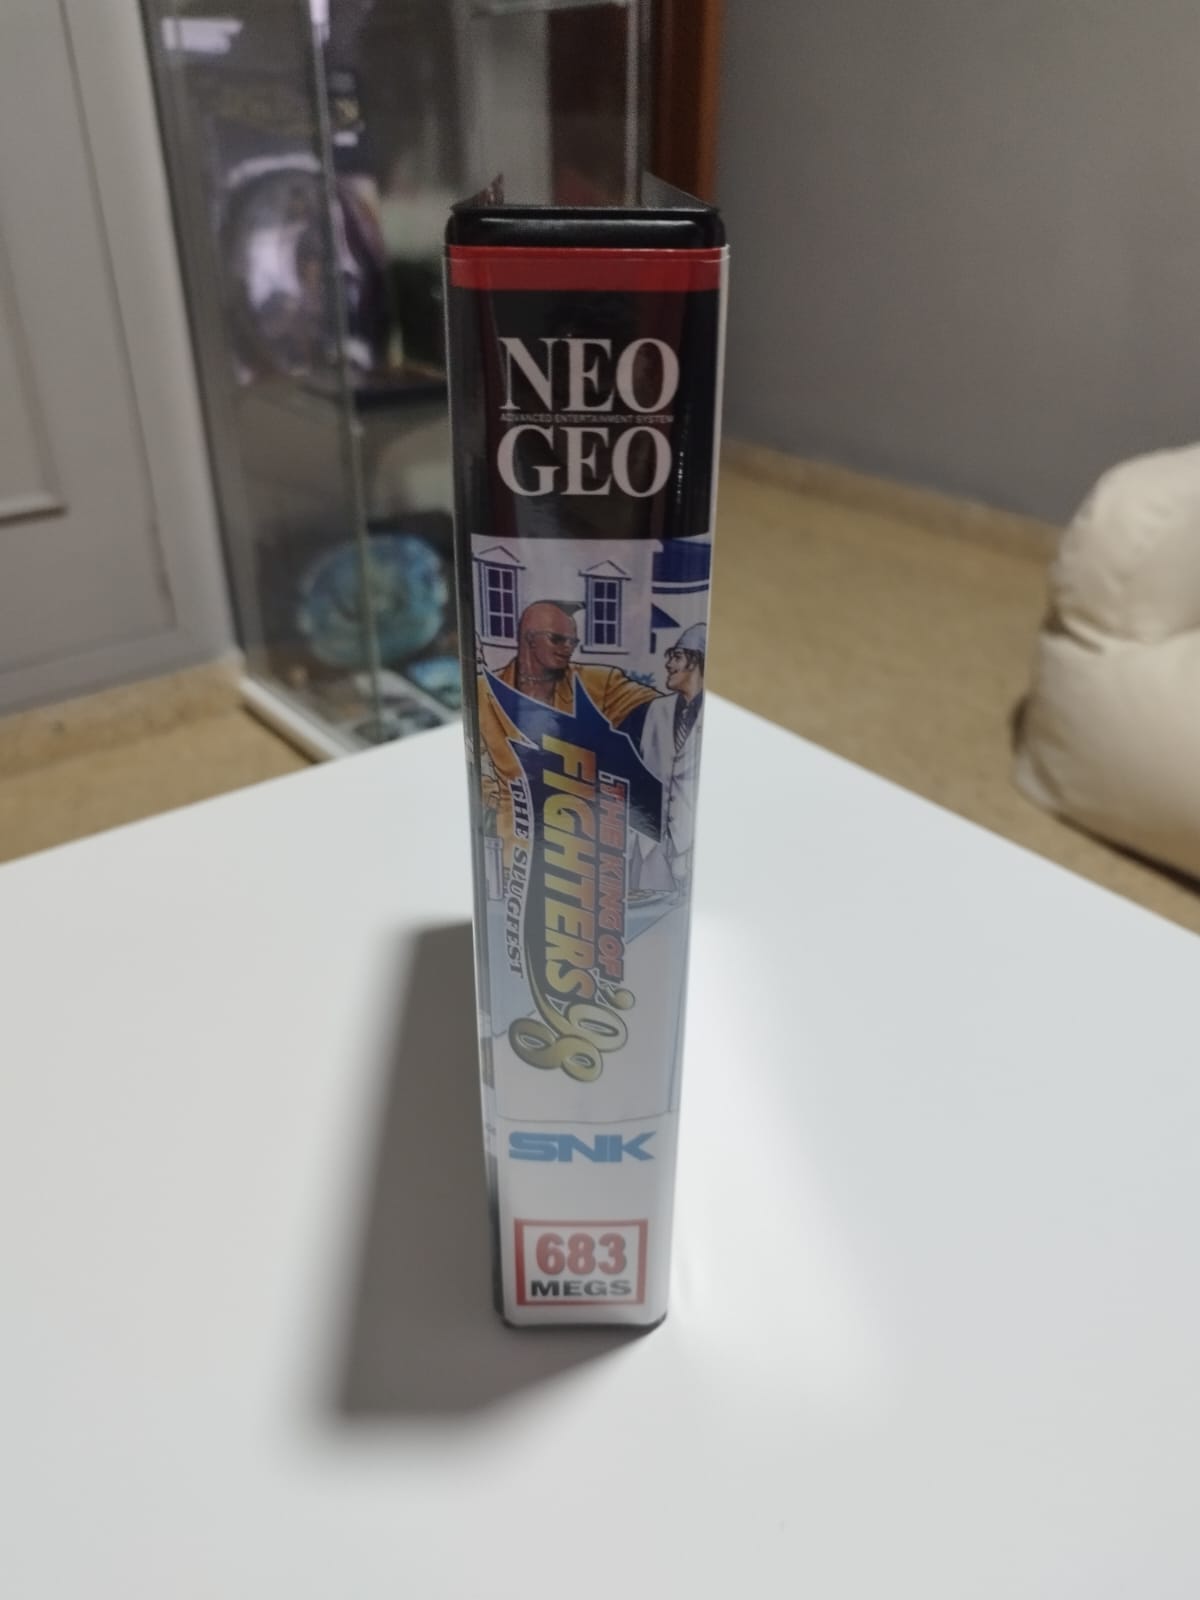 NEO
ADVANCED ENTERTAINMENT SYSTEM
GEO
THE KING OF
FIGHTERS '98
THE SLUGFEST
SNK
683
MEGS